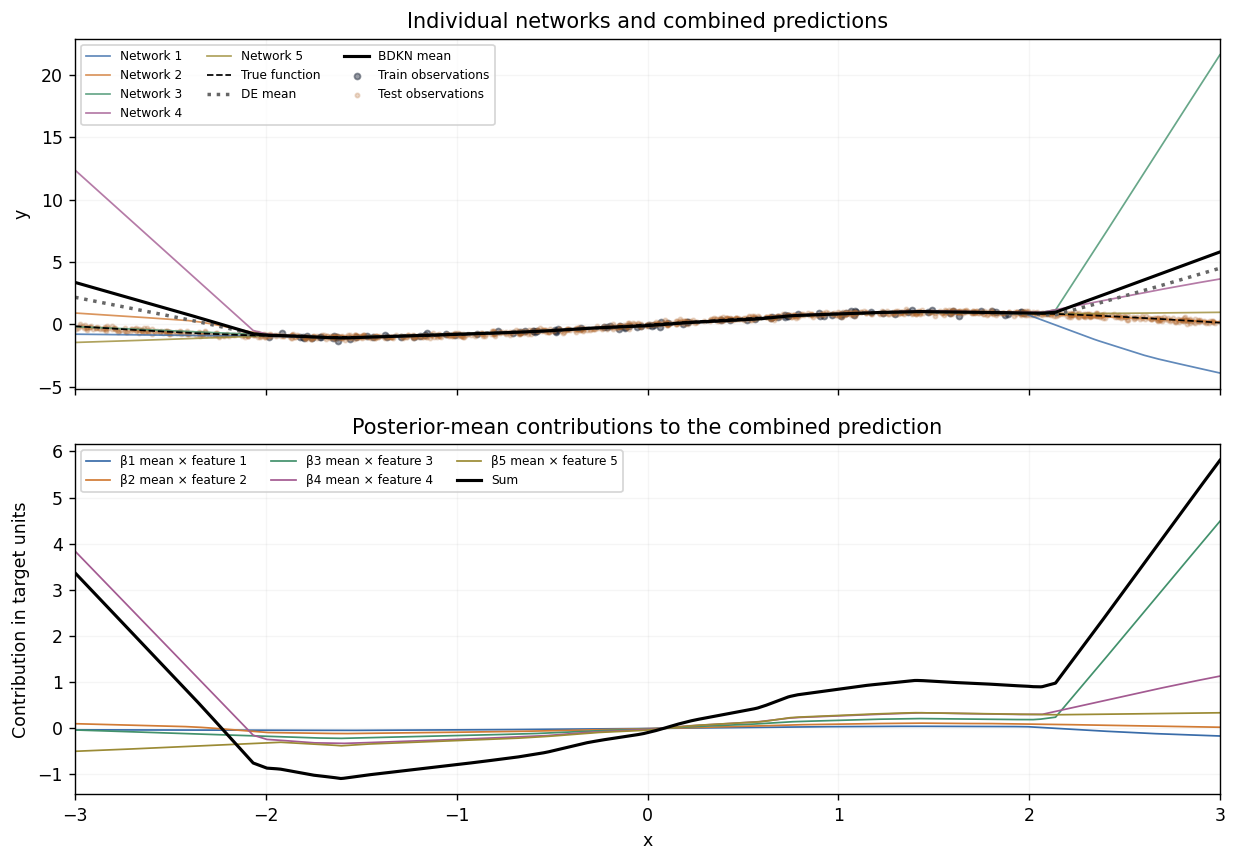 Individual networks and combined predictions
Network 1
Network 2
Network 3
Network 4
Network 5
True function
DE mean
BDKN mean
Train observations
Test observations
20
15
10
5
0
−5
y
Posterior-mean contributions to the combined prediction
β1 mean × feature 1
β2 mean × feature 2
β3 mean × feature 3
β4 mean × feature 4
β5 mean × feature 5
Sum
6
5
4
3
2
1
0
−1
Contribution in target units
−3
−2
−1
0
1
2
3
x